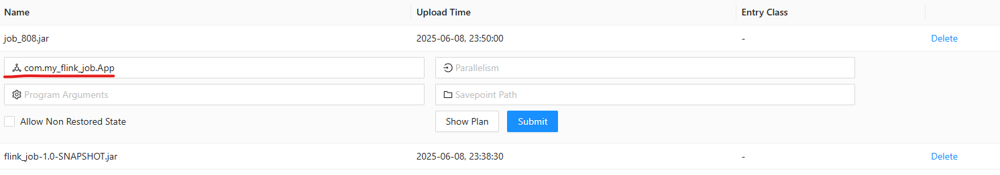 Name Upload Time Entry Class
job_808.jar 2025-06-08, 23:50:00 - Delete
com.my_flink_job.App Parallelism
Program Arguments Savepoint Path
Allow Non Restored State Show Plan Submit
flink_job-1.0-SNAPSHOT.jar 2025-06-08, 23:38:30 - Delete